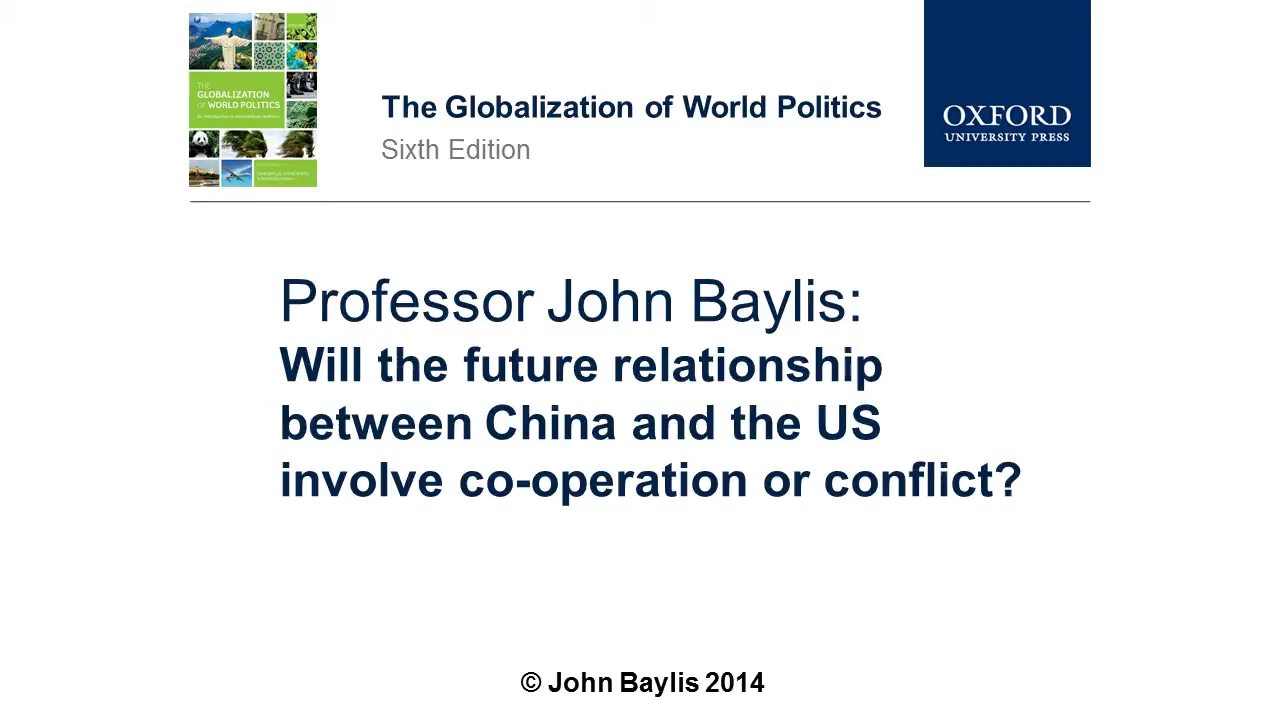 THE
GLOBALIZATION
OF WORLD POLITICS
The Globalization of World Politics
Sixth Edition
OXFORD
UNIVERSITY PRESS
Professor John Baylis:
Will the future relationship
between China and the US
involve co-operation or conflict?
© John Baylis 2014